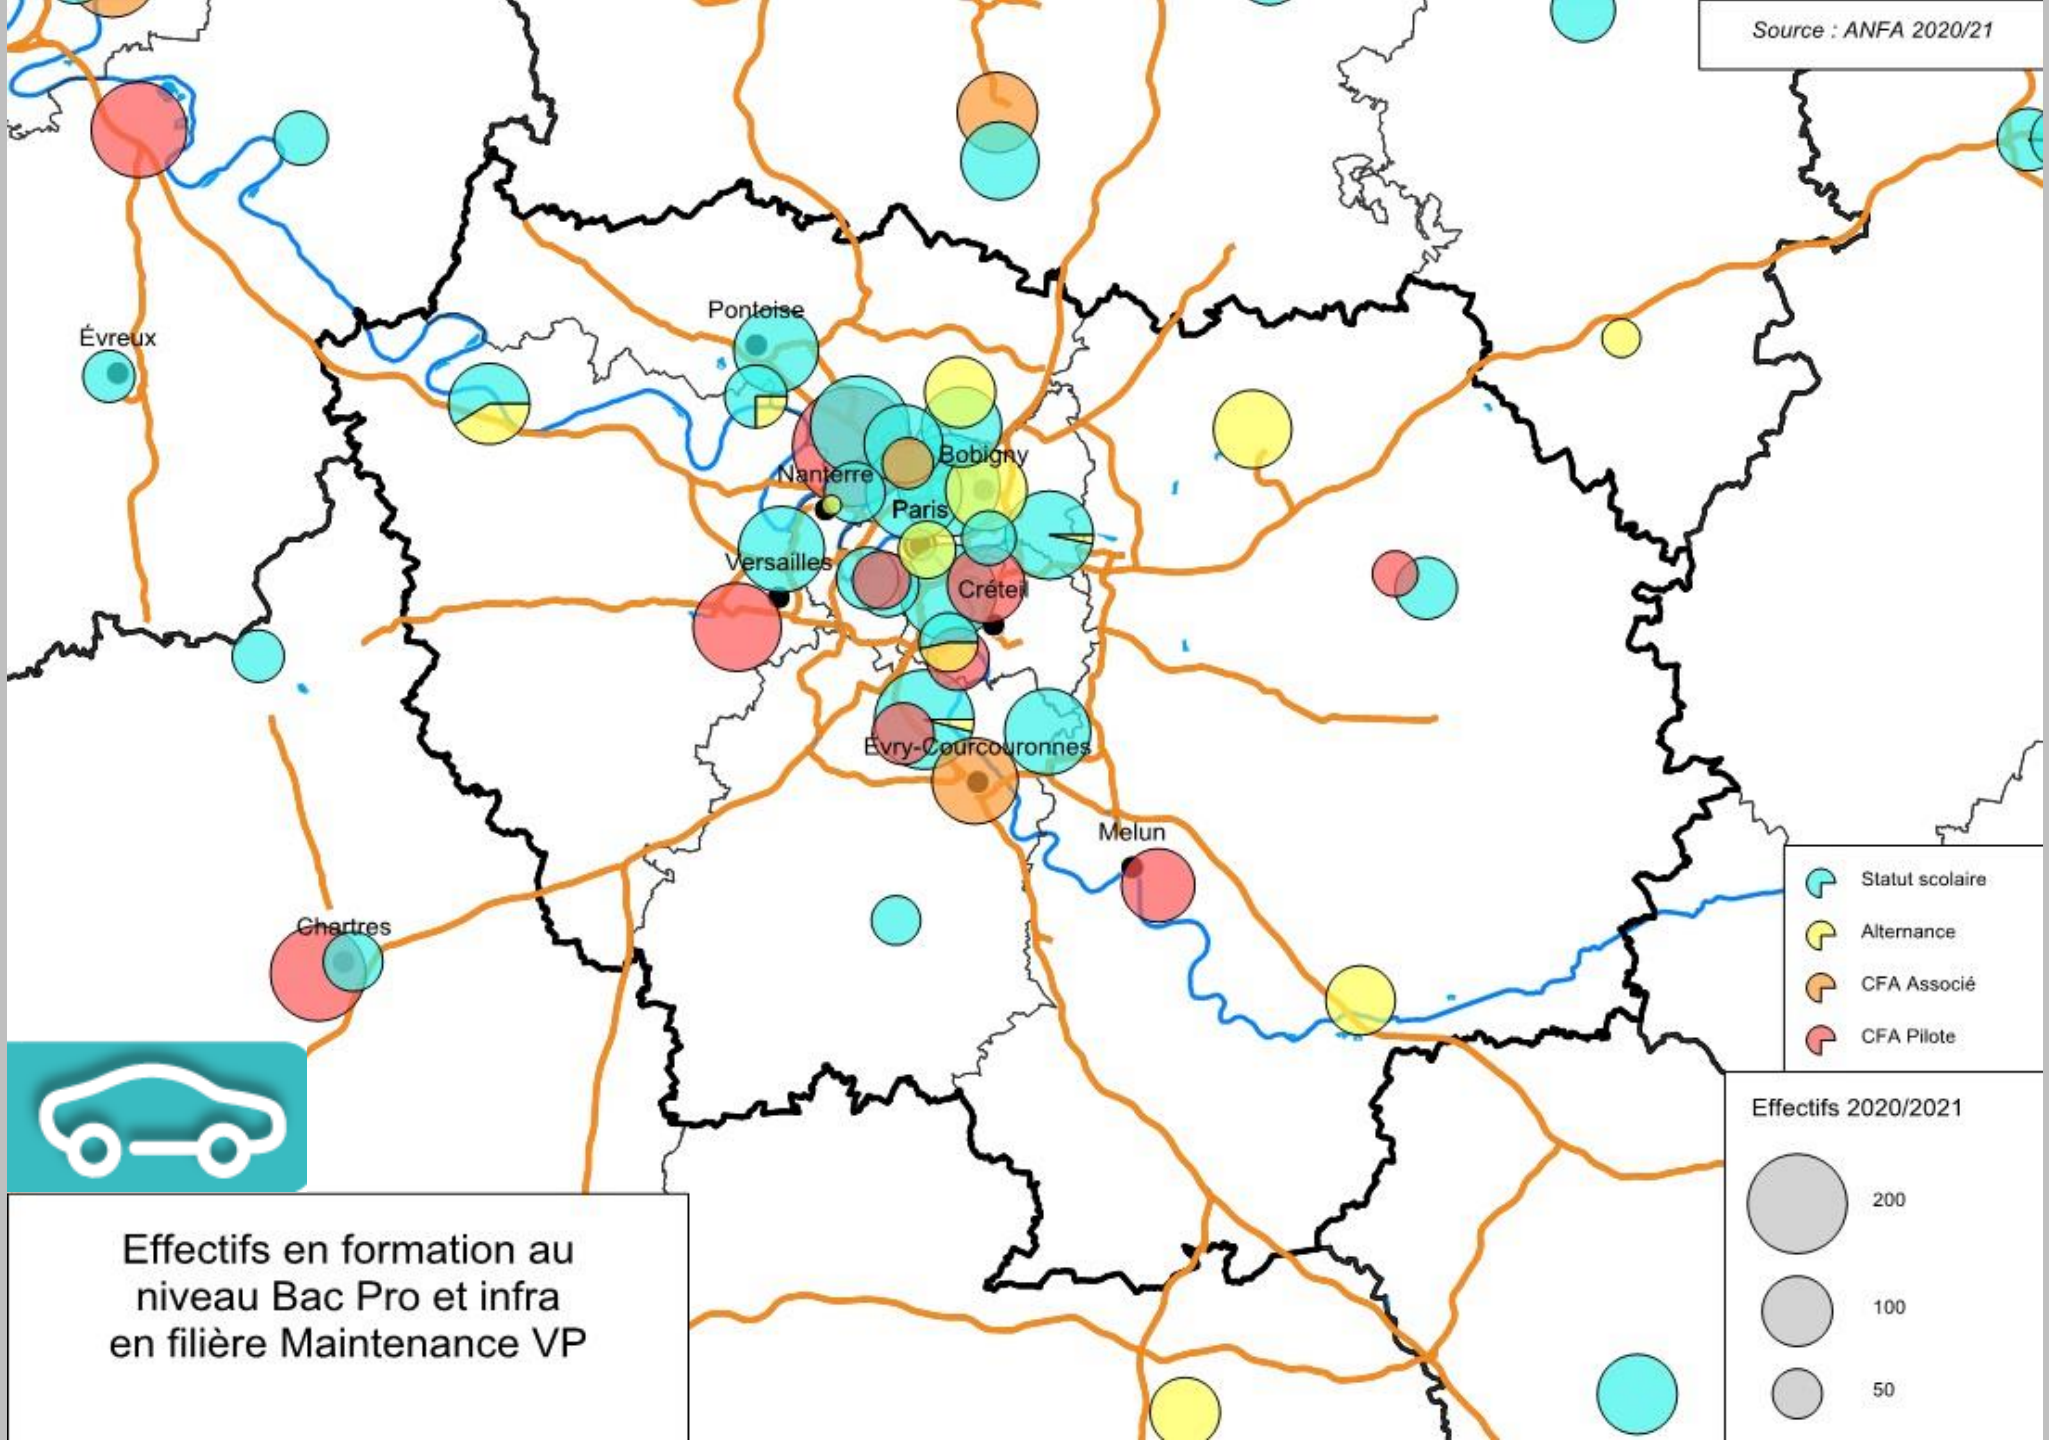 Source : ANFA 2020/21
Pontoise
Évreux
Bobigny
Nanterre
Paris
Versailles
Créteil
Evry-Courcouronnes
Melun
Chartres
Statut scolaire
Alternance
CFA Associé
CFA Pilote
Effectifs 2020/2021
200
100
50
Effectifs en formation au
niveau Bac Pro et infra
en filière Maintenance VP